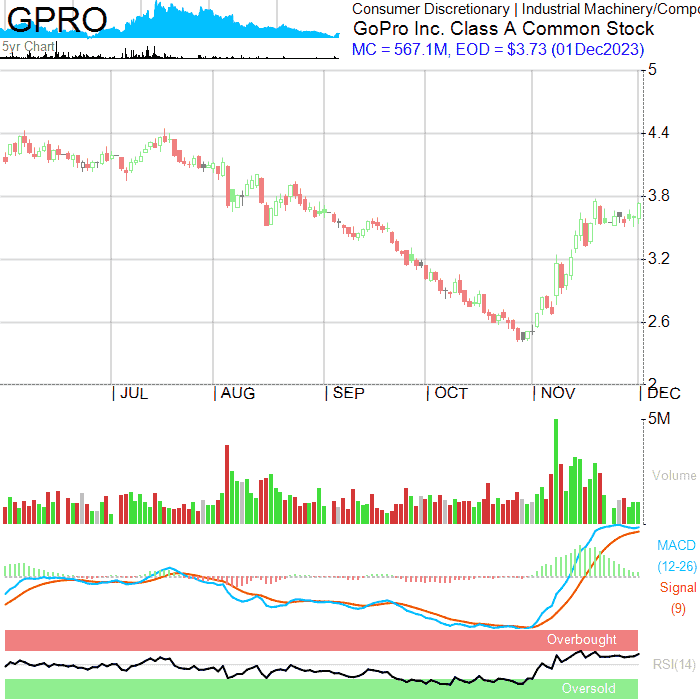 GPRO
5yr Chart
Consumer Discretionary | Industrial Machinery/Compo
GoPro Inc. Class A Common Stock
MC = 567.1M, EOD = $3.73 (01Dec2023)
5
4.4
3.8
3.2
2.6
2
JUL AUG SEP OCT NOV DEC
5M
Volume
MACD
(12-26)
Signal
(9)
Overbought
RSI(14)
Oversold